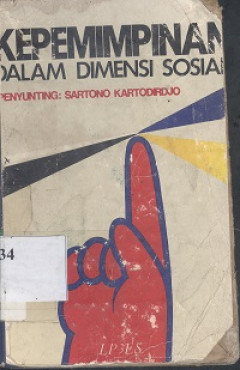 KEPEMIMPINAN
DALAM DIMENSI SOSIAL
PENYUNTING: SARTONO KARTODIRDJO
34
LP3ES